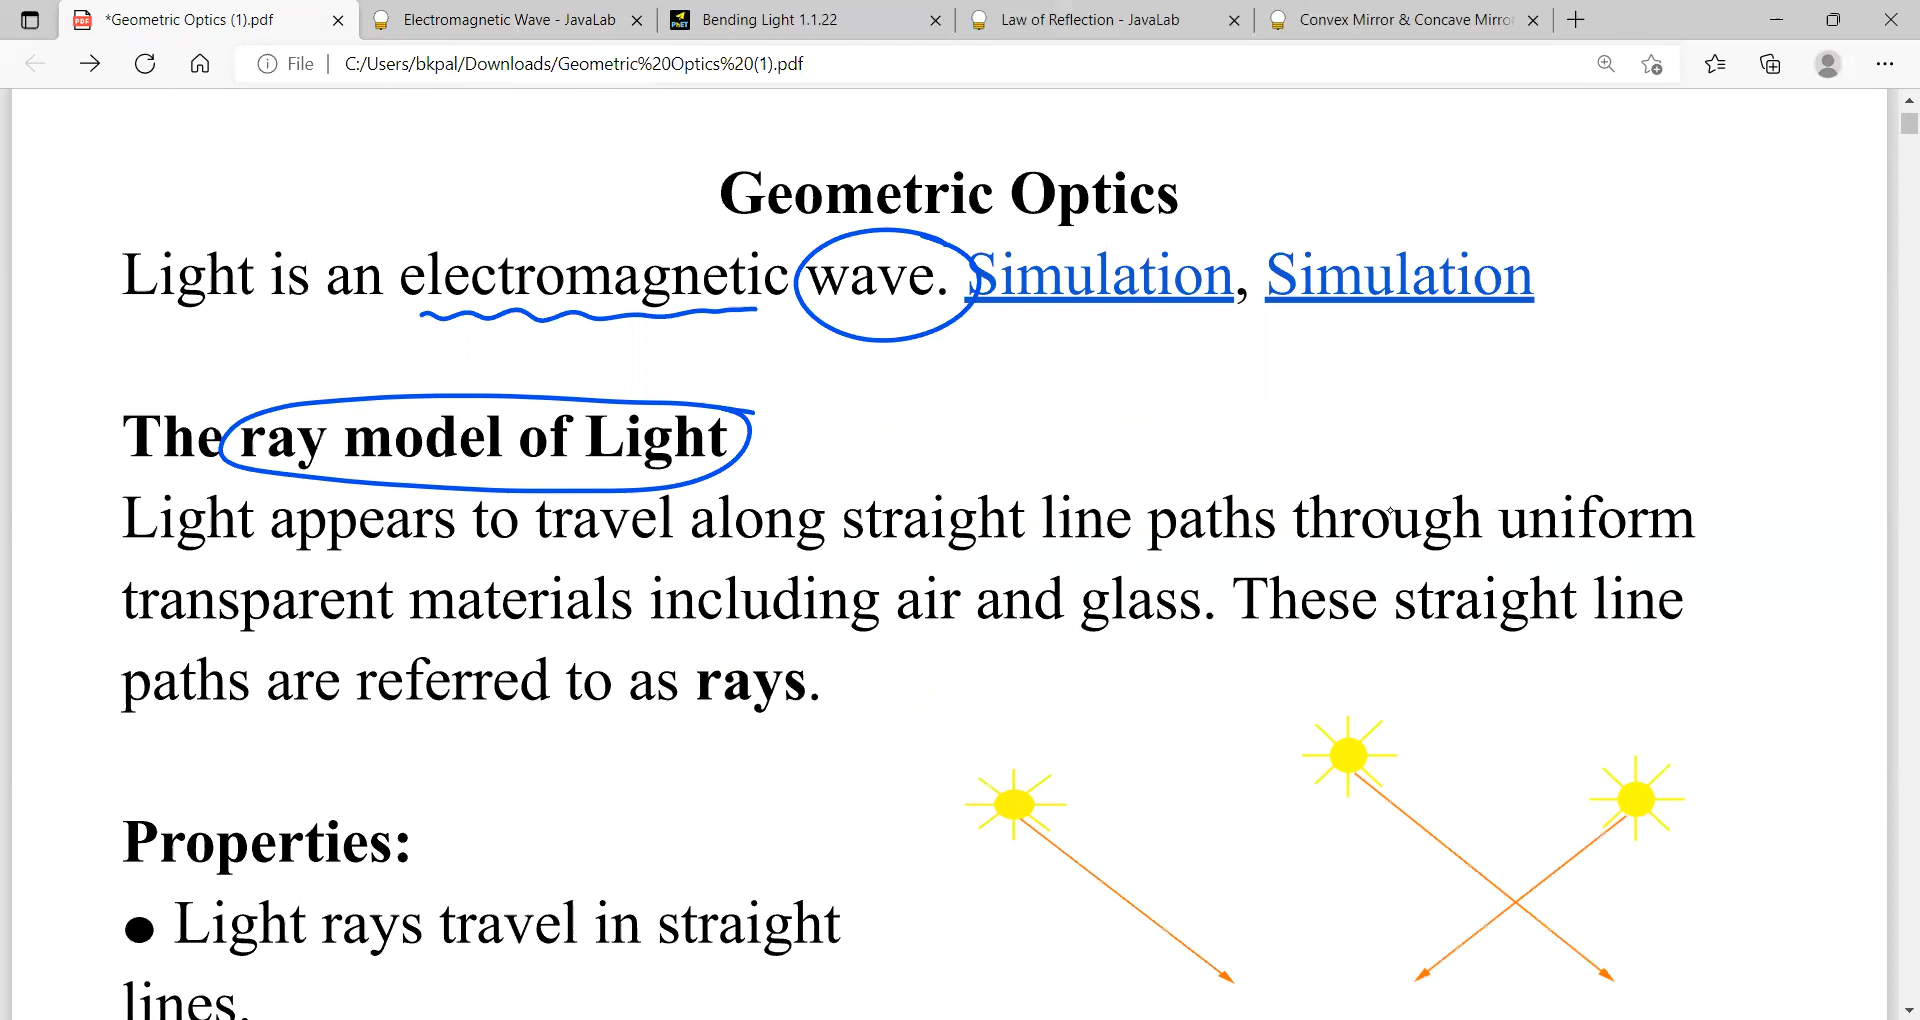 *Geometric Optics (1).pdf
Electromagnetic Wave - JavaLab
Bending Light 1.1.22
Law of Reflection - JavaLab
Convex Mirror & Concave Mirror
File
C:/Users/bkpal/Downloads/Geometric%20Optics%20(1).pdf
Geometric Optics
Light is an electromagnetic wave. Simulation, Simulation
The ray model of Light
Light appears to travel along straight line paths through uniform
transparent materials including air and glass. These straight line
paths are referred to as rays.
Properties:
● Light rays travel in straight
lines.